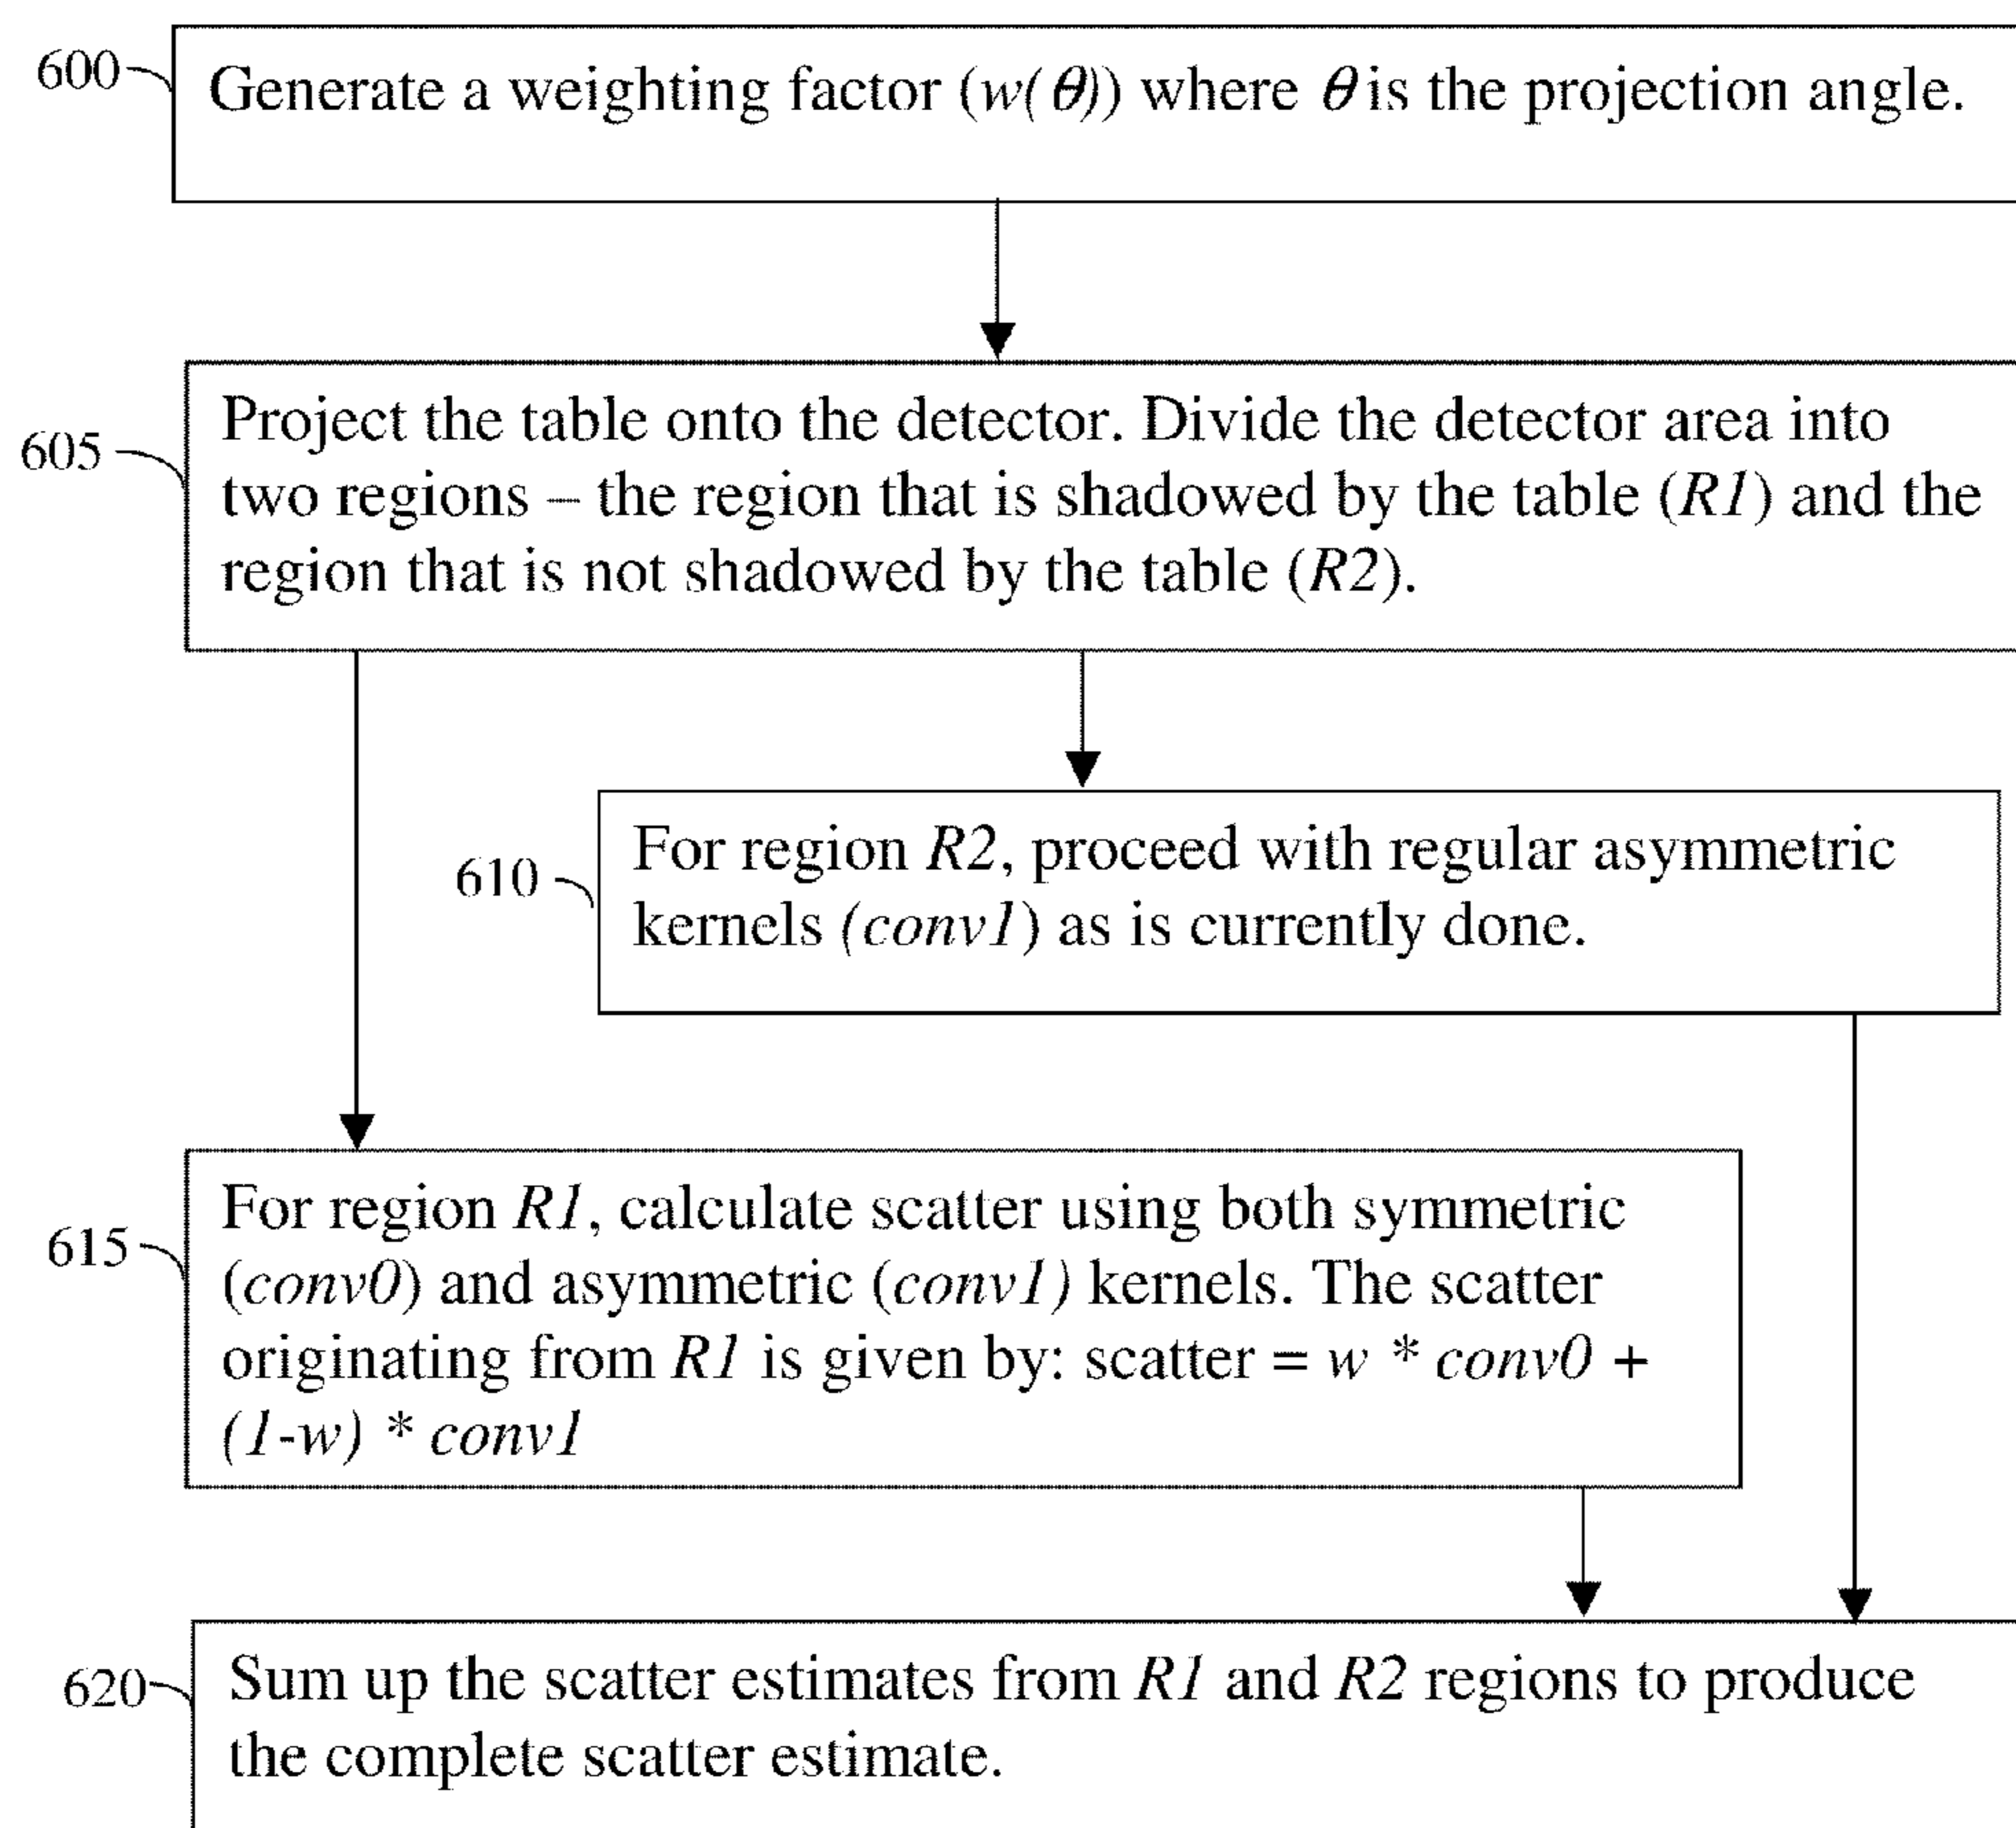 600
Generate a weighting factor (w(θ)) where θ is the projection angle.
605
Project the table onto the detector. Divide the detector area into
two regions – the region that is shadowed by the table (R1) and the
region that is not shadowed by the table (R2).
610
For region R2, proceed with regular asymmetric
kernels (conv1) as is currently done.
615
For region R1, calculate scatter using both symmetric
(conv0) and asymmetric (conv1) kernels. The scatter
originating from R1 is given by: scatter = w * conv0 +
(1-w) * conv1
620
Sum up the scatter estimates from R1 and R2 regions to produce
the complete scatter estimate.